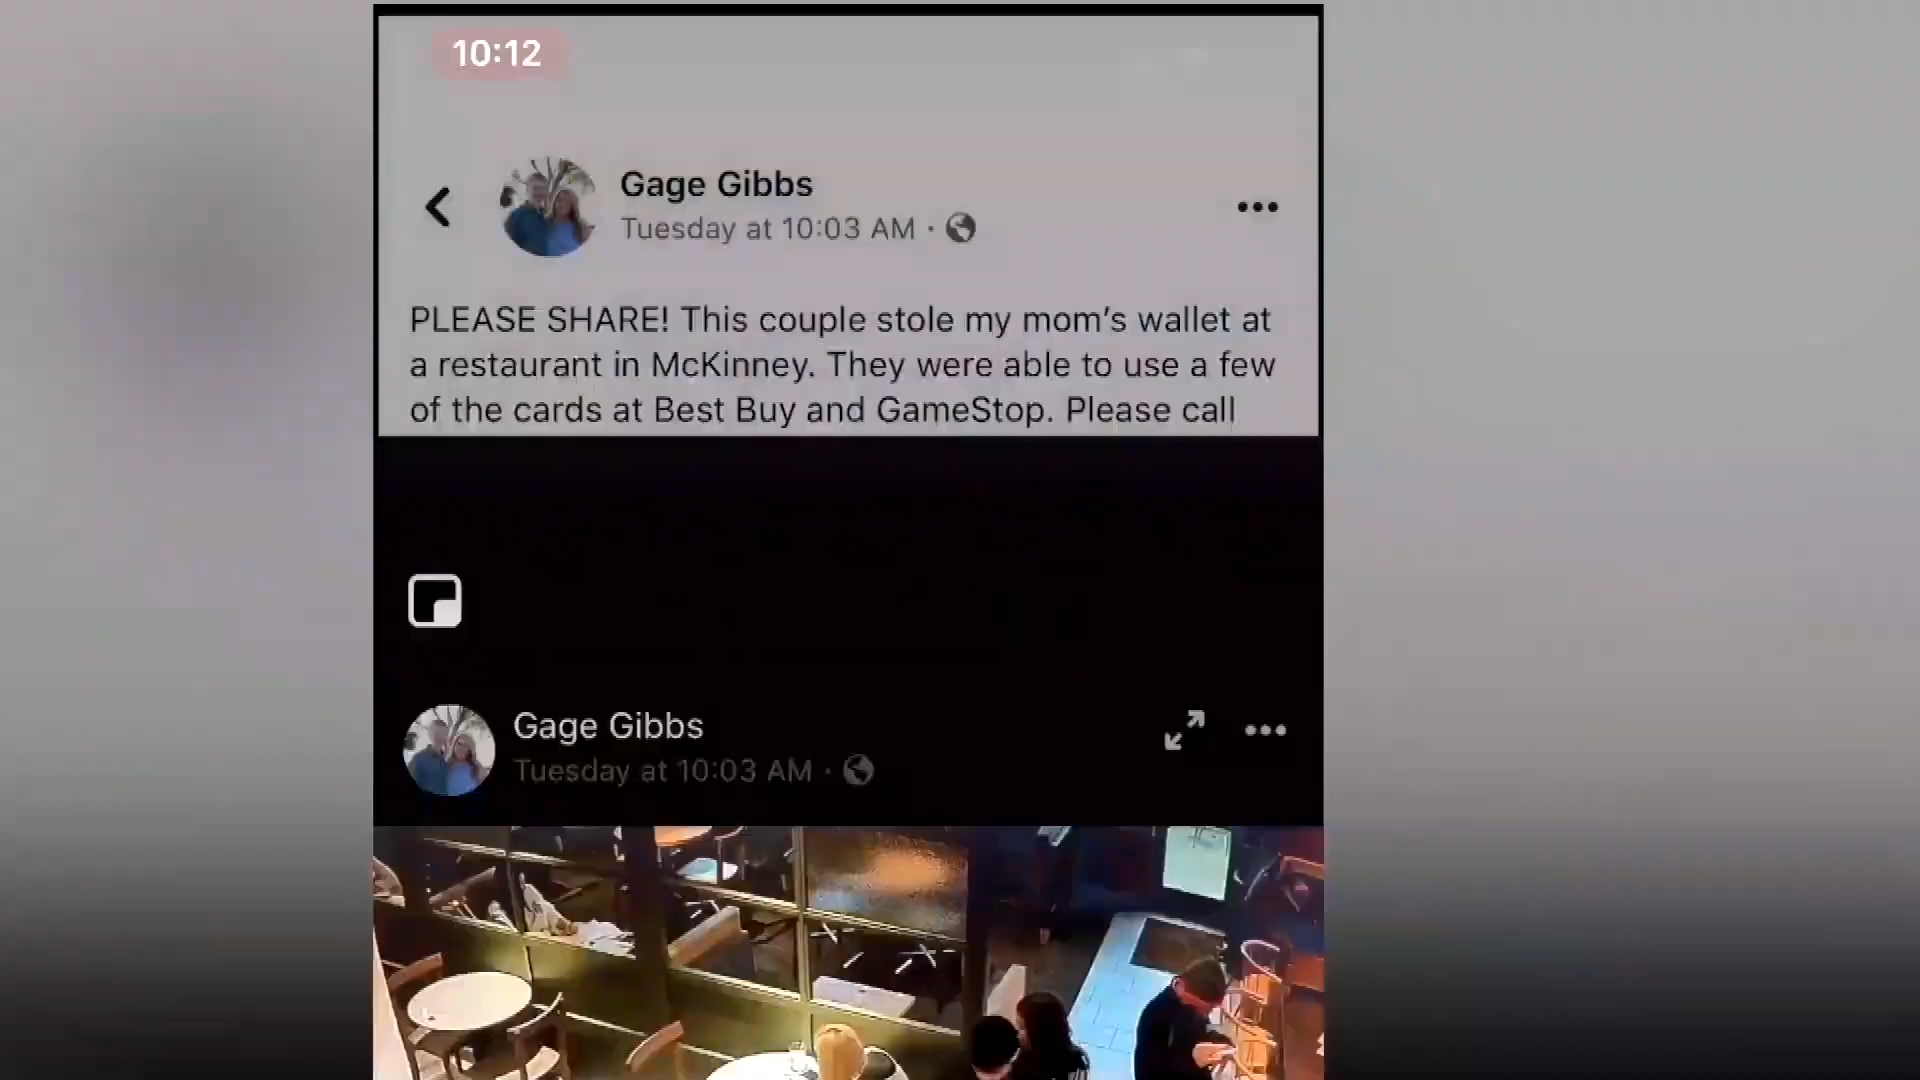 10:12
Gage Gibbs
Tuesday at 10:03 AM ·
PLEASE SHARE! This couple stole my mom's wallet at
a restaurant in McKinney. They were able to use a few
of the cards at Best Buy and GameStop. Please call
Gage Gibbs
Tuesday at 10:03 AM ·